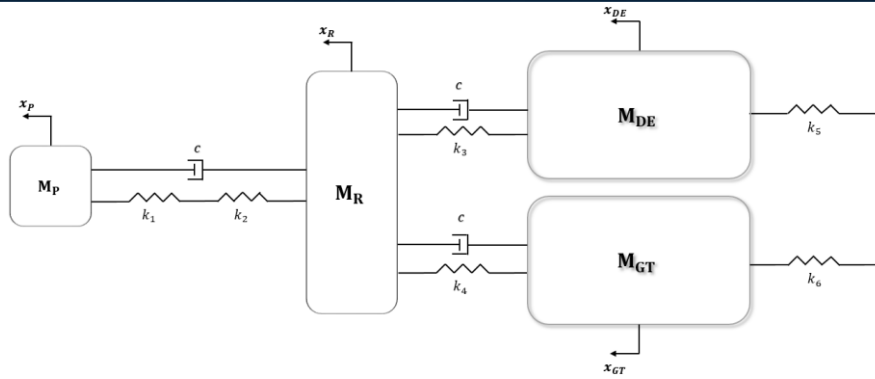 x_DE
x_R
x_P
c
M_DE
k_3
k_5
c
M_P
M_R
k_1
k_2
c
M_GT
k_4
k_6
x_GT